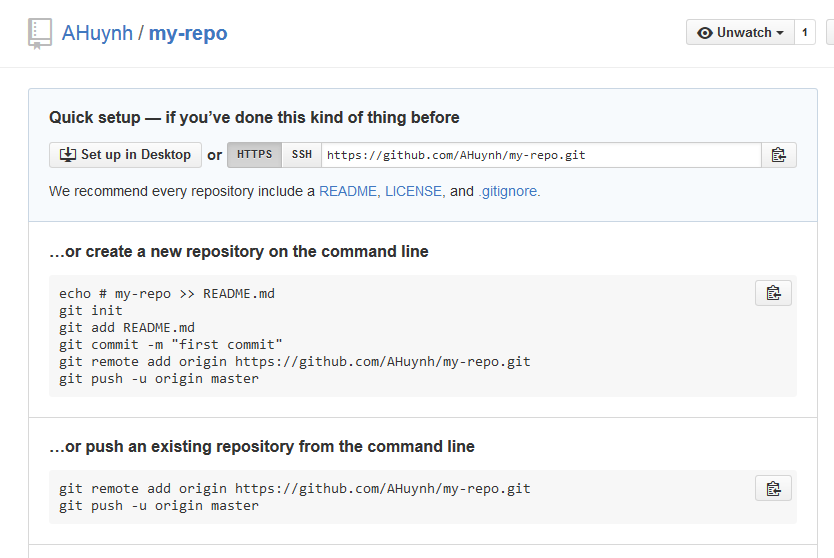 AHuynh / my-repo
Unwatch 1
Quick setup — if you've done this kind of thing before
Set up in Desktop or HTTPS SSH https://github.com/AHuynh/my-repo.git
We recommend every repository include a README, LICENSE, and .gitignore.
…or create a new repository on the command line
echo # my-repo >> README.md
git init
git add README.md
git commit -m "first commit"
git remote add origin https://github.com/AHuynh/my-repo.git
git push -u origin master
…or push an existing repository from the command line
git remote add origin https://github.com/AHuynh/my-repo.git
git push -u origin master